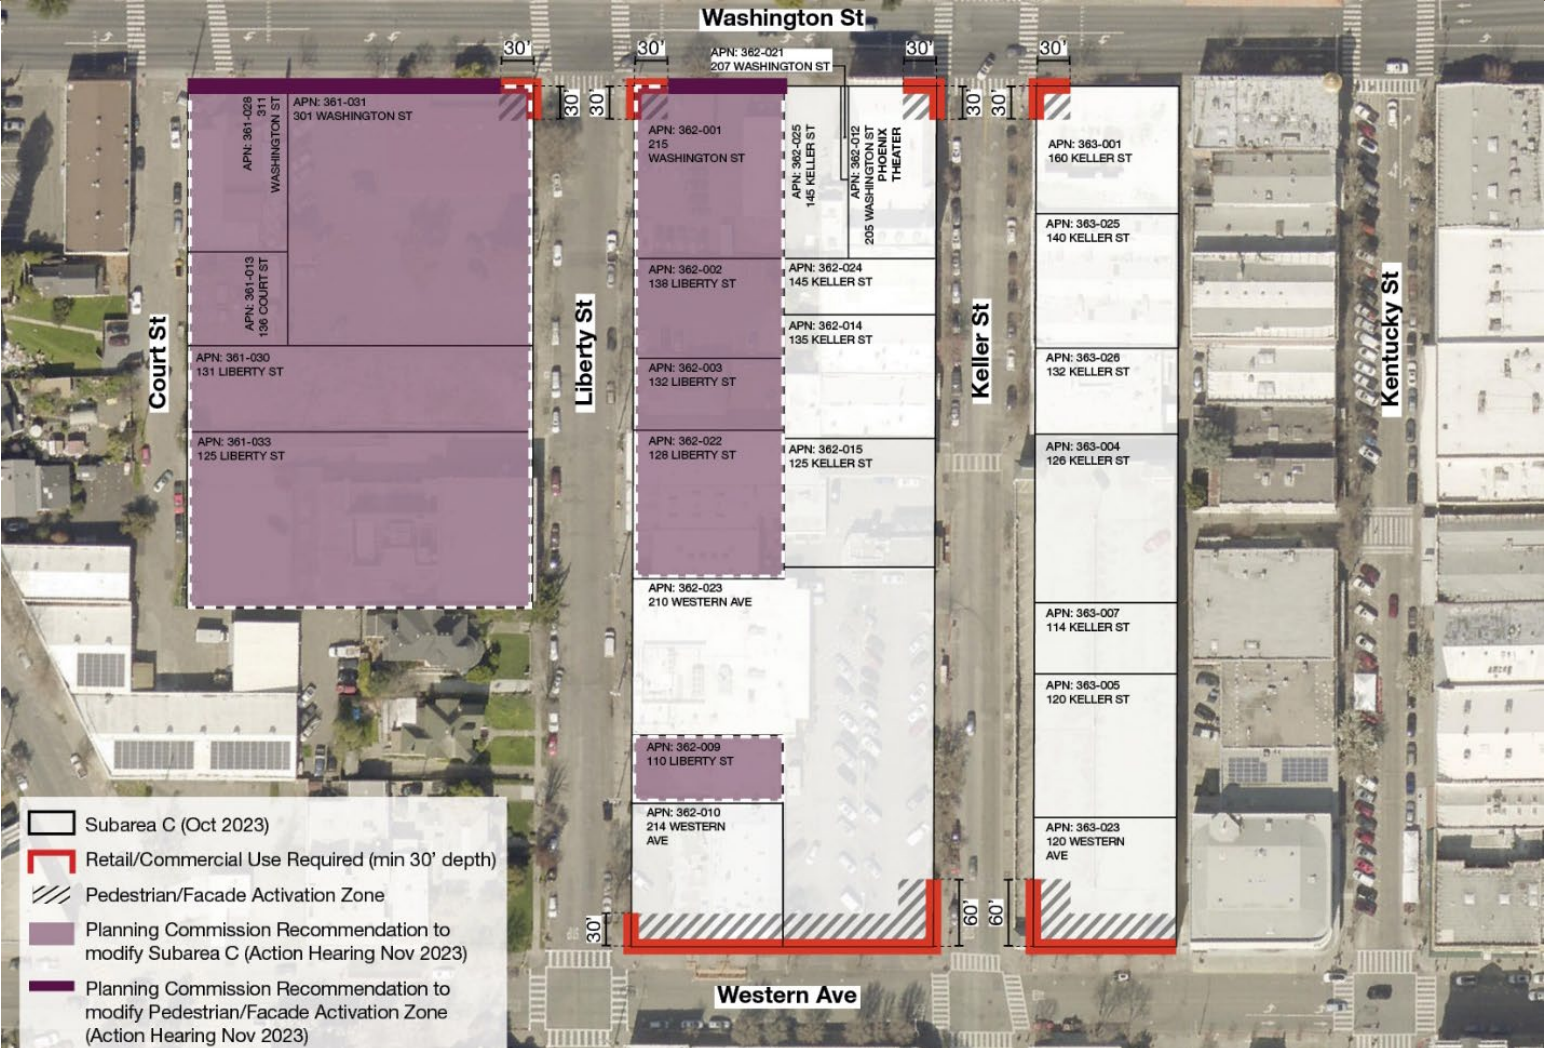 Washington St
30'
30'
30'
30'
APN: 362-021
207 WASHINGTON ST
30'
30'
30'
30'
APN: 361-028
311
WASHINGTON ST
APN: 361-031
301 WASHINGTON ST
APN: 361-013
136 COURT ST
APN: 361-030
131 LIBERTY ST
APN: 361-033
125 LIBERTY ST
Court St
Liberty St
APN: 362-001
215
WASHINGTON ST
APN: 362-025
145 KELLER ST
APN: 362-012
205 WASHINGTON ST
PHOENIX
THEATER
APN: 362-002
138 LIBERTY ST
APN: 362-024
145 KELLER ST
APN: 362-014
135 KELLER ST
APN: 362-003
132 LIBERTY ST
APN: 362-022
128 LIBERTY ST
APN: 362-015
125 KELLER ST
APN: 362-023
210 WESTERN AVE
APN: 362-009
110 LIBERTY ST
APN: 362-010
214 WESTERN
AVE
Keller St
APN: 363-001
160 KELLER ST
APN: 363-025
140 KELLER ST
APN: 363-026
132 KELLER ST
APN: 363-004
126 KELLER ST
APN: 363-007
114 KELLER ST
APN: 363-005
120 KELLER ST
APN: 363-023
120 WESTERN
AVE
Kentucky St
30'
60'
60'
Western Ave
Subarea C (Oct 2023)
Retail/Commercial Use Required (min 30' depth)
Pedestrian/Facade Activation Zone
Planning Commission Recommendation to
modify Subarea C (Action Hearing Nov 2023)
Planning Commission Recommendation to
modify Pedestrian/Facade Activation Zone
(Action Hearing Nov 2023)